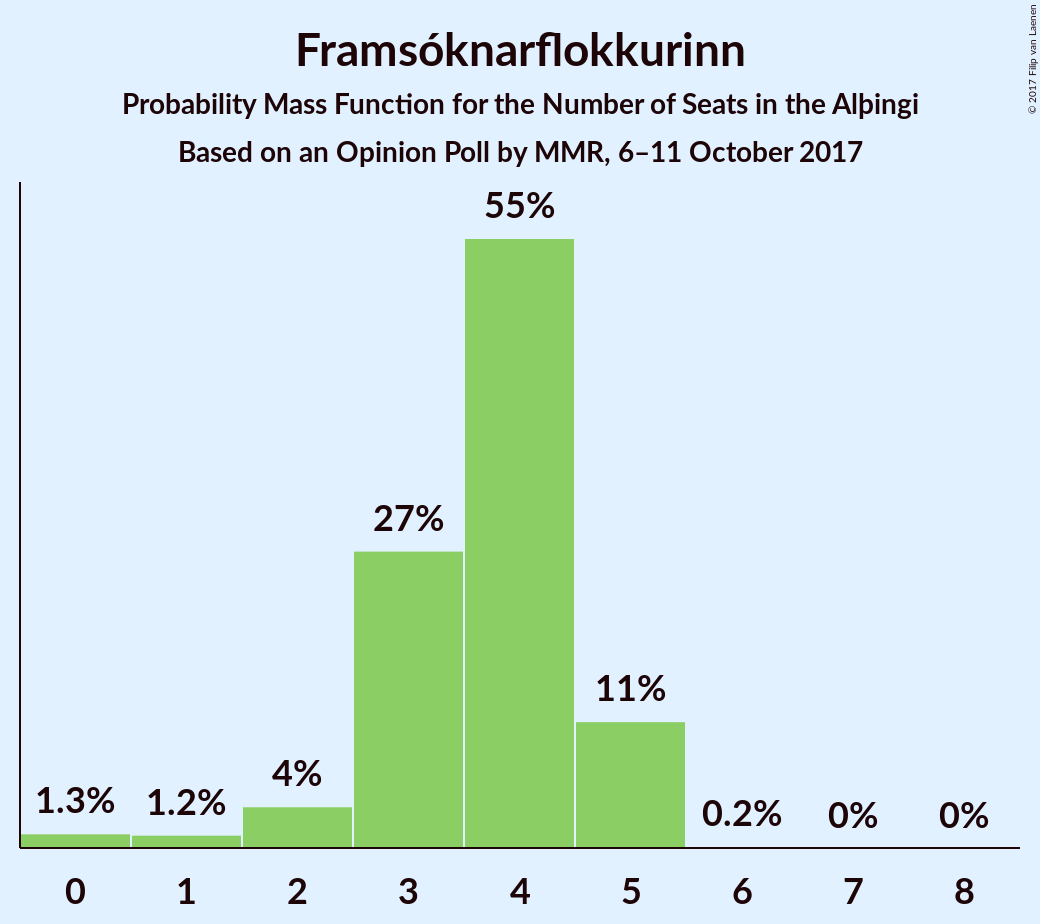 Framsóknarflokkurinn
Probability Mass Function for the Number of Seats in the Alþingi
Based on an Opinion Poll by MMR, 6–11 October 2017
© 2017 Filip van Laenen
55%
27%
11%
4%
1.3%
1.2%
0.2%
0%
0%
0 1 2 3 4 5 6 7 8